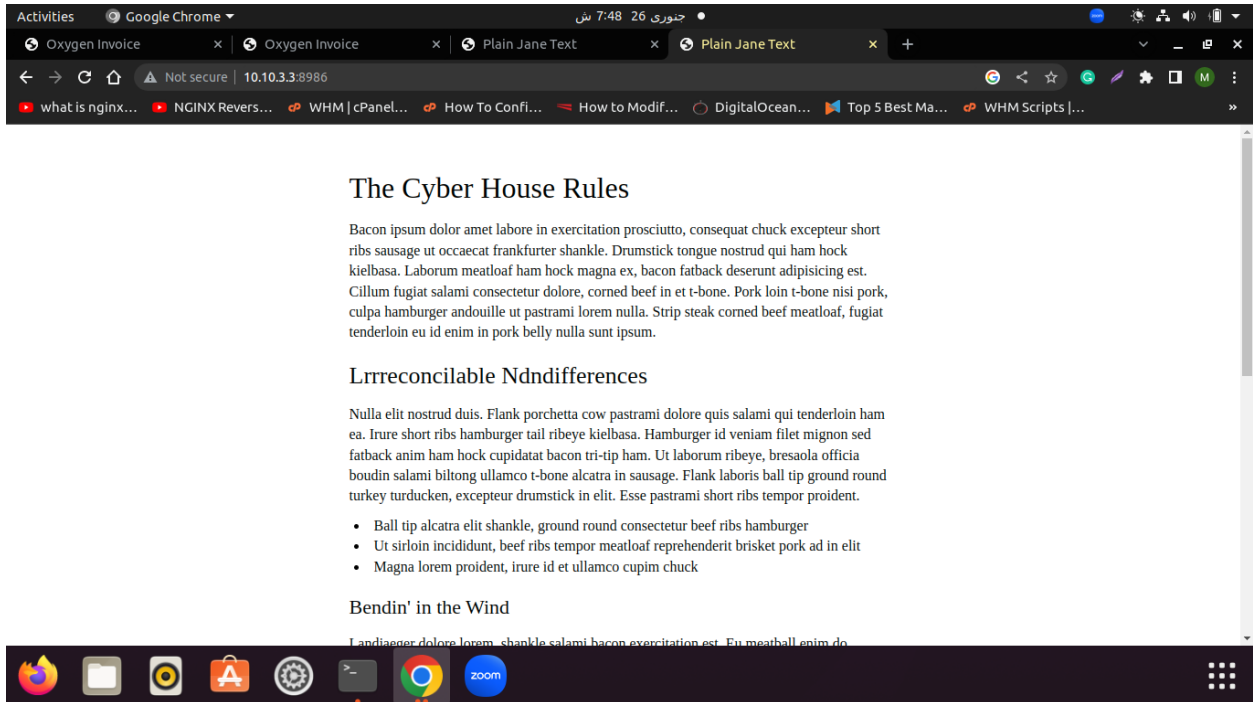 Activities Google Chrome جنوری 26 7:48 ش
Oxygen Invoice Oxygen Invoice Plain Jane Text Plain Jane Text
Not secure 10.10.3.3:8986 M
what is nginx... NGINX Revers... WHM | cPanel... How To Confi... How to Modif... DigitalOcean... Top 5 Best Ma... WHM Scripts |... »
The Cyber House Rules
Bacon ipsum dolor amet labore in exercitation prosciutto, consequat chuck excepteur short
ribs sausage ut occaecat frankfurter shankle. Drumstick tongue nostrud qui ham hock
kielbasa. Laborum meatloaf ham hock magna ex, bacon fatback deserunt adipisicing est.
Cillum fugiat salami consectetur dolore, corned beef in et t-bone. Pork loin t-bone nisi pork,
culpa hamburger andouille ut pastrami lorem nulla. Strip steak corned beef meatloaf, fugiat
tenderloin eu id enim in pork belly nulla sunt ipsum.
Lrrreconcilable Ndndifferences
Nulla elit nostrud duis. Flank porchetta cow pastrami dolore quis salami qui tenderloin ham
ea. Irure short ribs hamburger tail ribeye kielbasa. Hamburger id veniam filet mignon sed
fatback anim ham hock cupidatat bacon tri-tip ham. Ut laborum ribeye, bresaola officia
boudin salami biltong ullamco t-bone alcatra in sausage. Flank laboris ball tip ground round
turkey turducken, excepteur drumstick in elit. Esse pastrami short ribs tempor proident.
• Ball tip alcatra elit shankle, ground round consectetur beef ribs hamburger
• Ut sirloin incididunt, beef ribs tempor meatloaf reprehenderit brisket pork ad in elit
• Magna lorem proident, irure id et ullamco cupim chuck
Bendin' in the Wind
Landjaeger dolore lorem, shankle salami bacon exercitation est. Eu meatball enim do
zoom